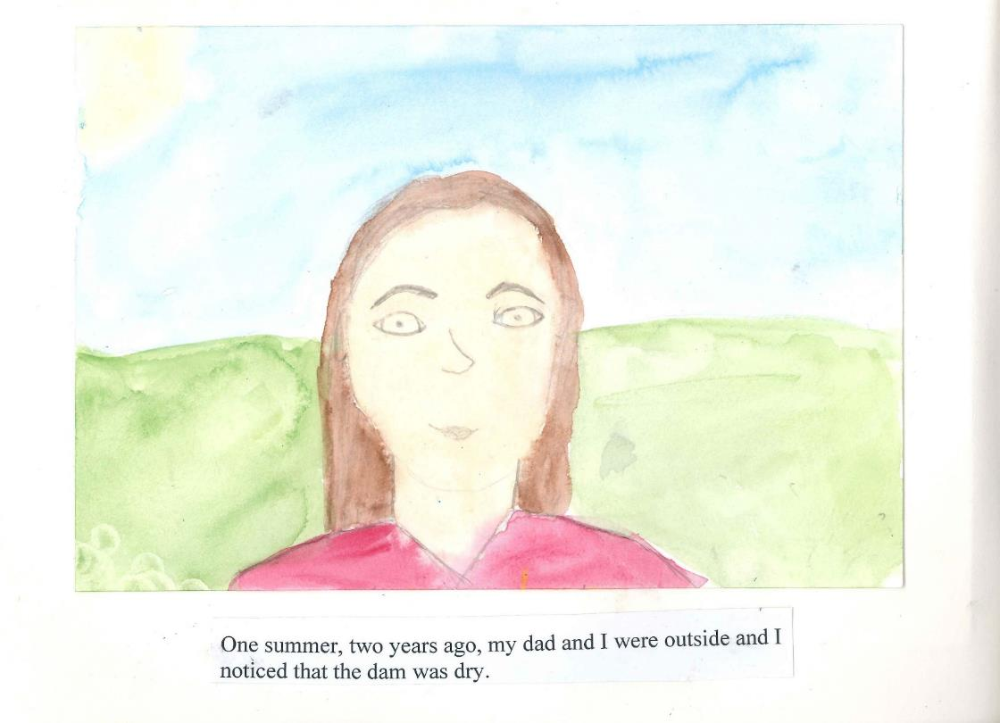 One summer, two years ago, my dad and I were outside and I
noticed that the dam was dry.